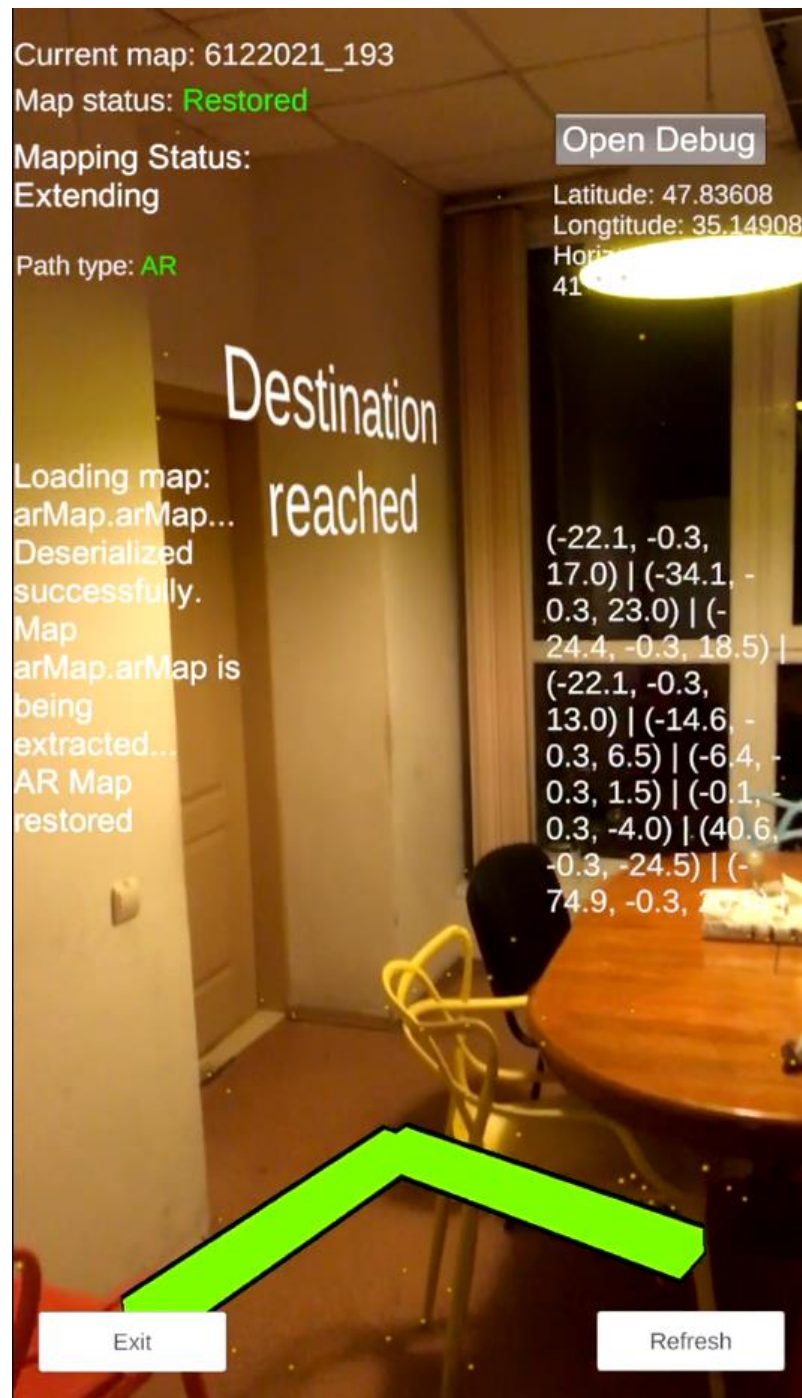 Current map: 6122021_193
Map status: Restored
Mapping Status:
Extending
Path type: AR
Open Debug
Latitude: 47.83608
Longtitude: 35.14908
41
Destination
reached
Loading map:
arMap.arMap...
Deserialized
successfully.
Map
arMap.arMap is
being
extracted...
AR Map
restored
(-22.1, -0.3,
17.0) | (-34.1, -
0.3, 23.0) | (-
24.4, -0.3, 18.5) |
(-22.1, -0.3,
13.0) | (-14.6, -
0.3, 6.5) | (-6.4, -
0.3, 1.5) | (-0.1, -
0.3, -4.0) | (40.6,
-0.3, -24.5) | (-
74.9, -0.3,
Exit
Refresh